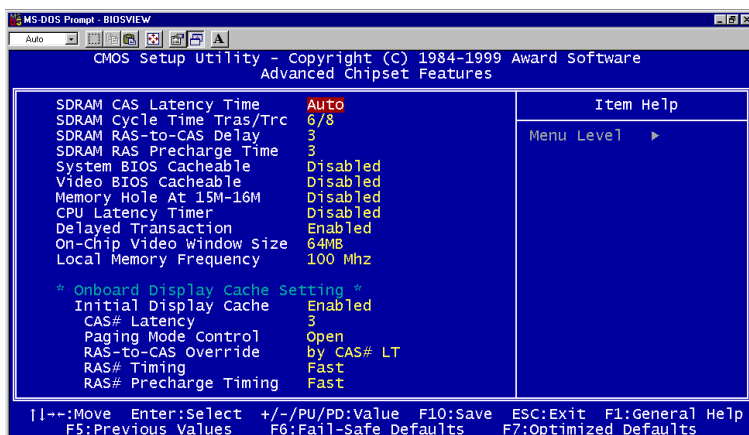 MS-DOS Prompt - BIOSVIEW
Auto
A
CMOS Setup Utility - Copyright (C) 1984-1999 Award Software
Advanced Chipset Features
SDRAM CAS Latency Time Auto
SDRAM Cycle Time Tras/Trc 6/8
SDRAM RAS-to-CAS Delay 3
SDRAM RAS Precharge Time 3
System BIOS Cacheable Disabled
Video BIOS Cacheable Disabled
Memory Hole At 15M-16M Disabled
CPU Latency Timer Disabled
Delayed Transaction Enabled
On-Chip Video Window Size 64MB
Local Memory Frequency 100 Mhz
* Onboard Display Cache Setting *
Initial Display Cache Enabled
CAS# Latency 3
Paging Mode Control Open
RAS-to-CAS Override by CAS# LT
RAS# Timing Fast
RAS# Precharge Timing Fast
Item Help
Menu Level ►
↑↓→←:Move Enter:Select +/-/PU/PD:Value F10:Save ESC:Exit F1:General Help
F5:Previous Values F6:Fail-Safe Defaults F7:Optimized Defaults